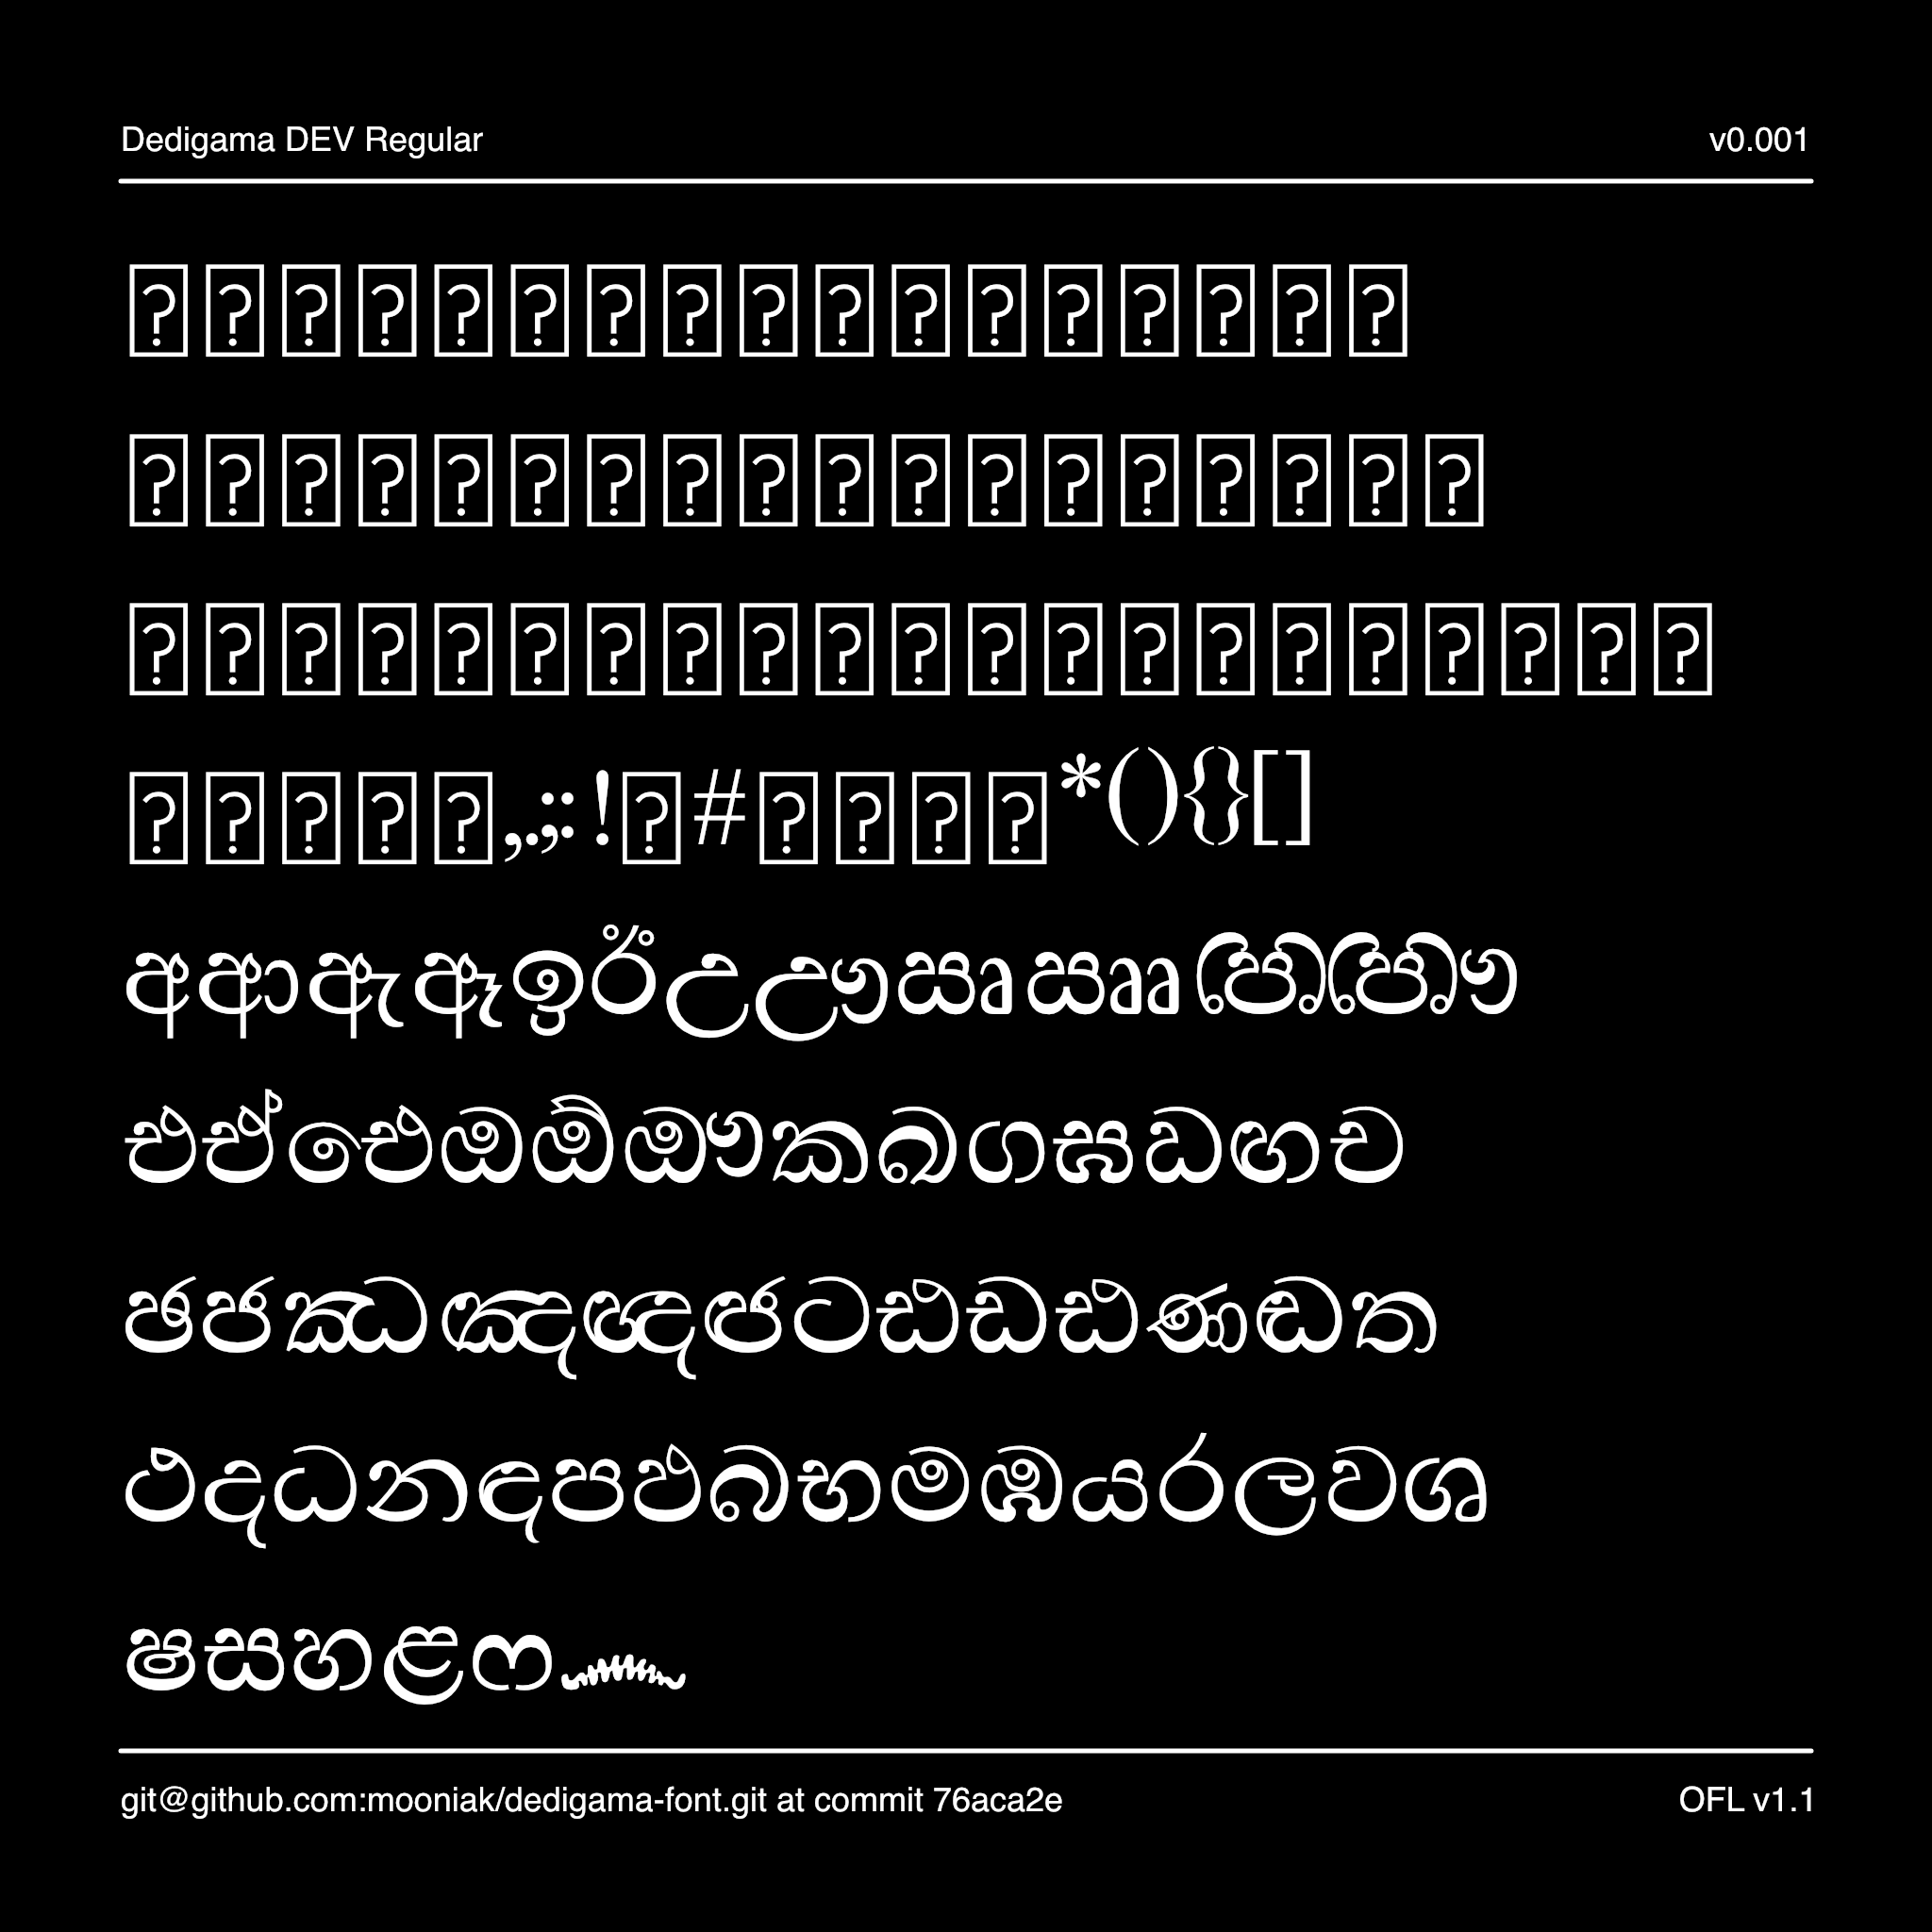 Dedigama DEV Regular
v0.001
,.;:!#*(){}[]
අආඇඈඉඊඋඌඍඎඏඐ
එඒඓඔඕඖකඛගඝඞඟච
ඡජඣඤඥඦටඨඩඪණඬත
ථදධනඳපඵබභමඹයරලවශ
ෂසහළෆ෴
git@github.com:mooniak/dedigama-font.git at commit 76aca2e
OFL v1.1